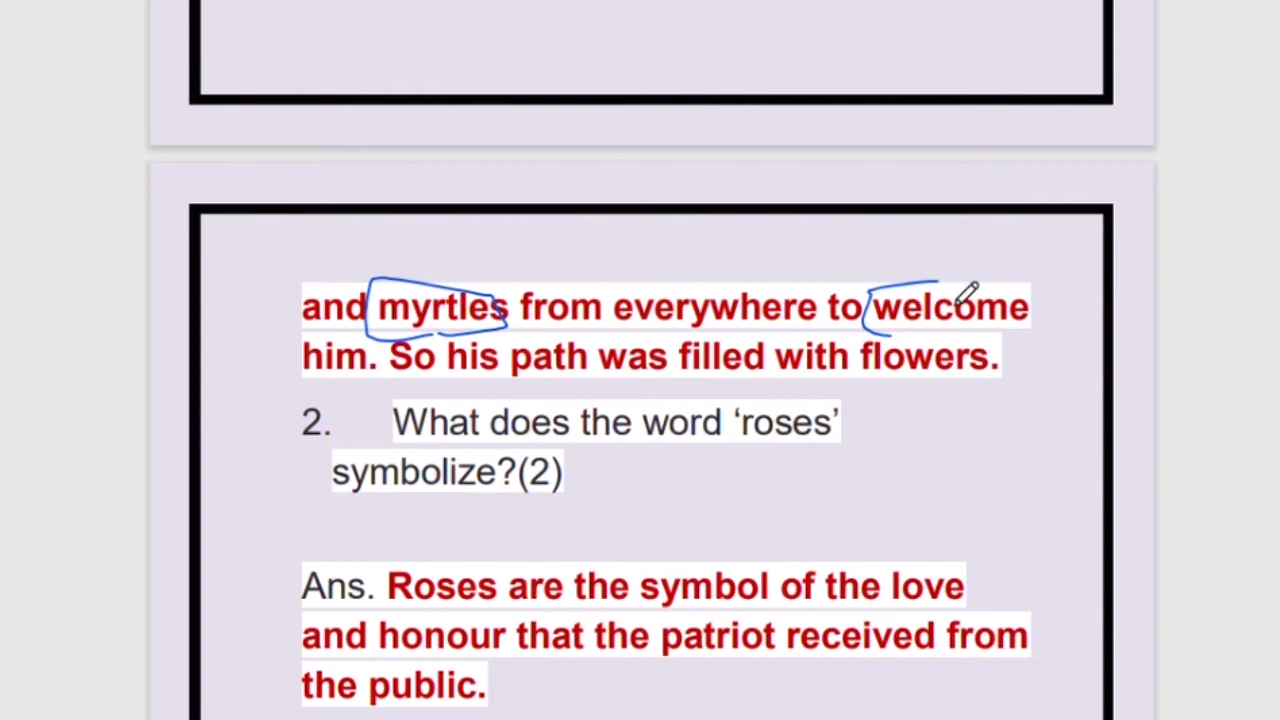 and myrtles from everywhere to welcome
him. So his path was filled with flowers.
2. What does the word ‘roses’
symbolize?(2)
Ans. Roses are the symbol of the love
and honour that the patriot received from
the public.